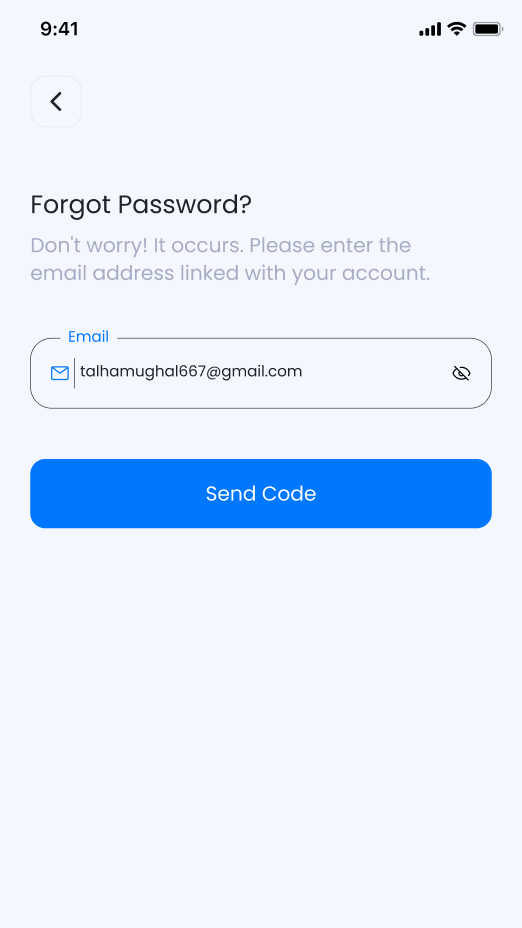 9:41
Forgot Password?
Don't worry! It occurs. Please enter the
email address linked with your account.
Email
talhamughal667@gmail.com
Send Code